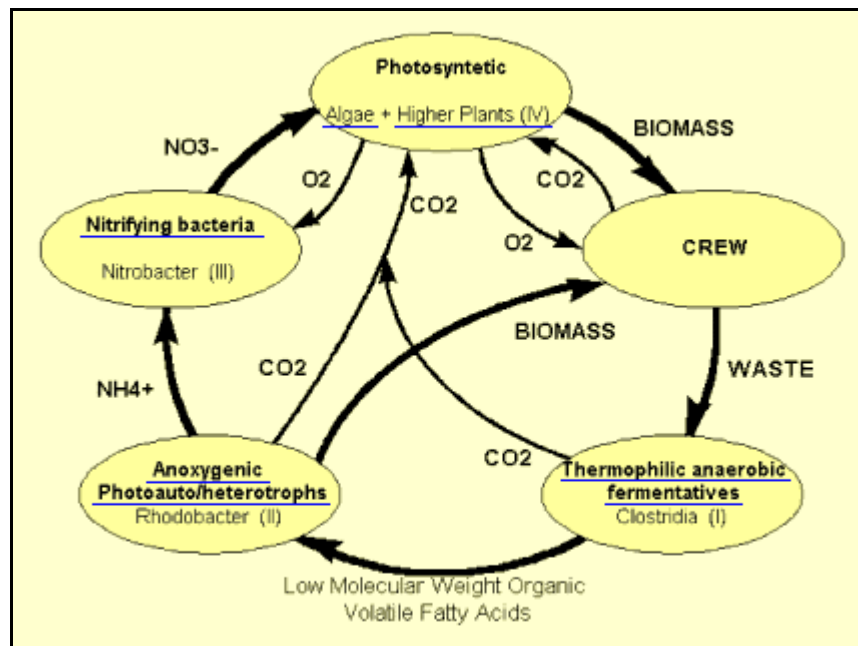 Photosyntetic
Algae + Higher Plants (IV)
BIOMASS
NO3-
O2
CO2
CO2
O2
Nitrifying bacteria
Nitrobacter (III)
CREW
BIOMASS
CO2
NH4+
WASTE
CO2
Anoxygenic
Photoauto/heterotrophs
Rhodobacter (II)
Thermophilic anaerobic
fermentatives
Clostridia (I)
Low Molecular Weight Organic
Volatile Fatty Acids